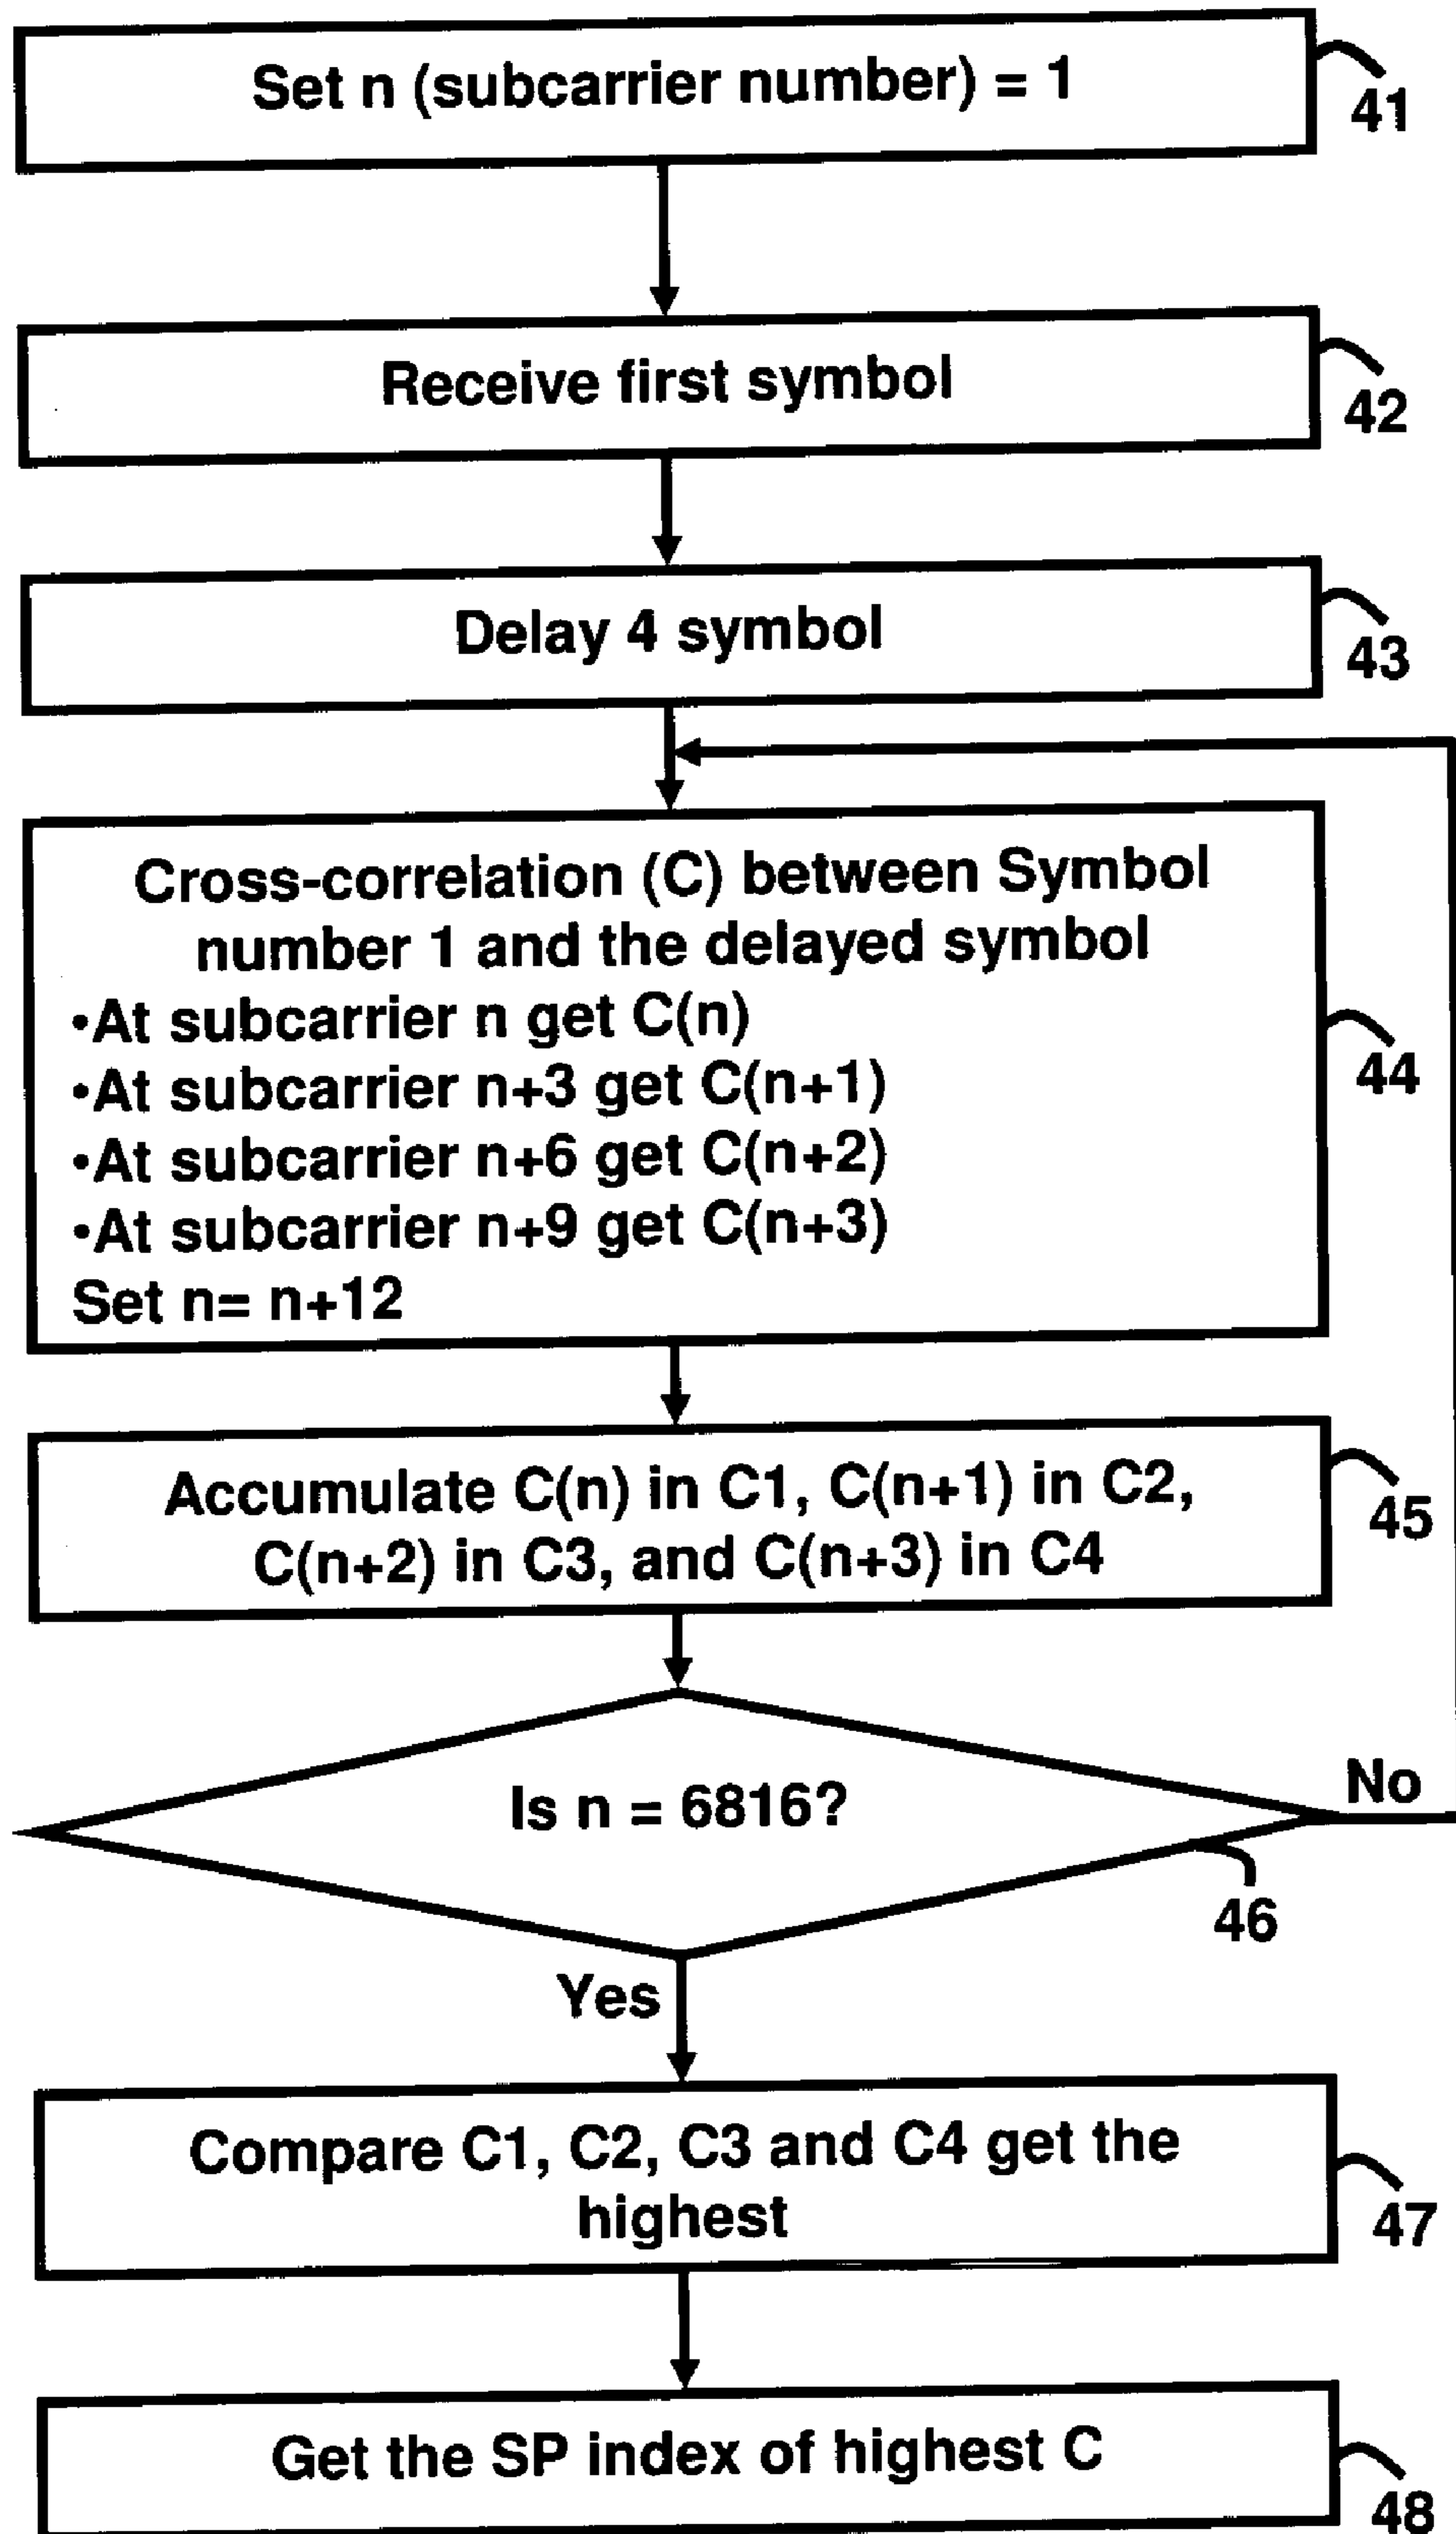 Set n (subcarrier number) = 1
41
Receive first symbol
42
Delay 4 symbol
43
Cross-correlation (C) between Symbol
number 1 and the delayed symbol
•At subcarrier n get C(n)
•At subcarrier n+3 get C(n+1)
•At subcarrier n+6 get C(n+2)
•At subcarrier n+9 get C(n+3)
Set n= n+12
44
Accumulate C(n) in C1, C(n+1) in C2,
C(n+2) in C3, and C(n+3) in C4
45
Is n = 6816?
No
46
Yes
Compare C1, C2, C3 and C4 get the
highest
47
Get the SP index of highest C
48